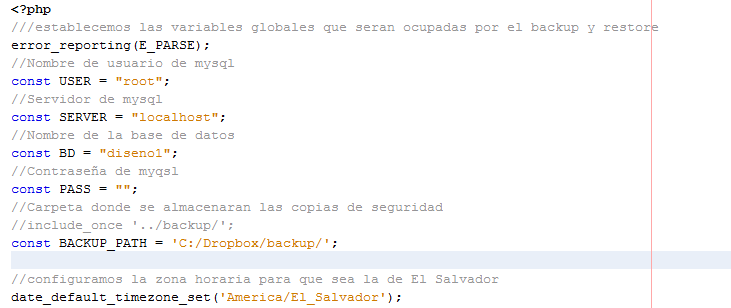 <?php
///establecemos las variables globales que seran ocupadas por el backup y restore
error_reporting(E_PARSE);
//Nombre de usuario de mysql
const USER = "root";
//Servidor de mysql
const SERVER = "localhost";
//Nombre de la base de datos
const BD = "diseno1";
//Contraseña de myqsl
const PASS = "";
//Carpeta donde se almacenaran las copias de seguridad
//include_once '../backup/';
const BACKUP_PATH = 'C:/Dropbox/backup/';
//configuramos la zona horaria para que sea la de El Salvador
date_default_timezone_set('America/El_Salvador');